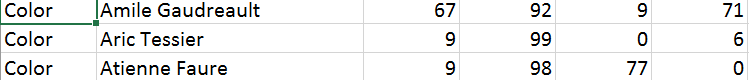 Color Amile Gaudreault 67 92 9 71
Color Aric Tessier 9 99 0 6
Color Atienne Faure 9 98 77 0